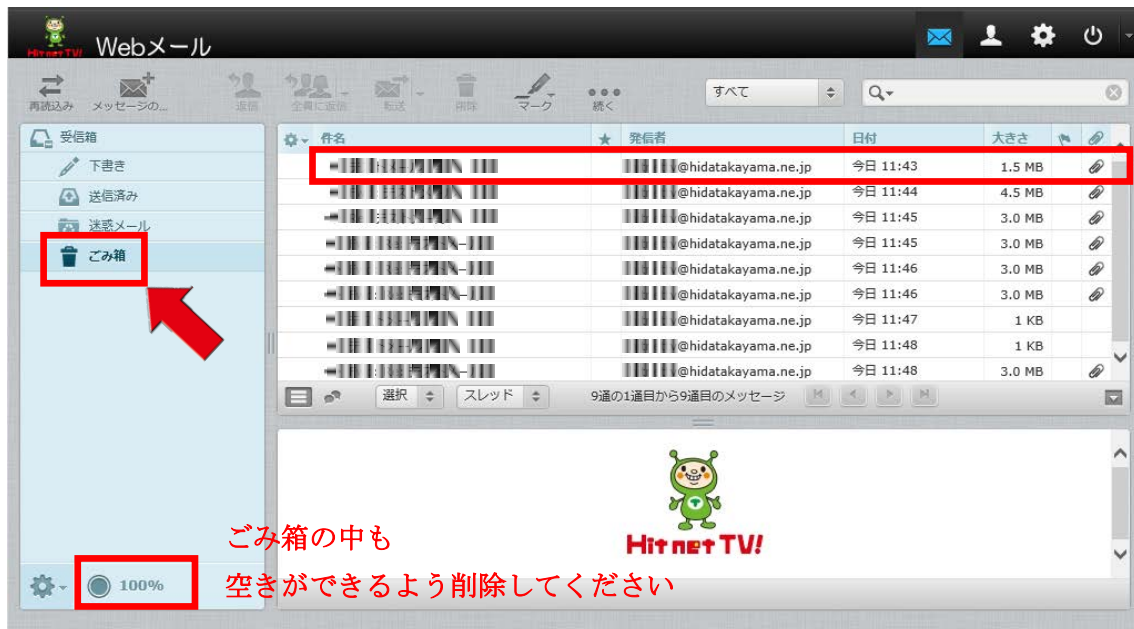 Hit net TV! Webメール
再読込み メッセージの... 返信 全員に返信 転送 削除 マーク 続く すべて
受信箱
下書き
送信済み
迷惑メール
ごみ箱
件名 発信者 日付 大きさ
@hidatakayama.ne.jp 今日 11:43 1.5 MB
@hidatakayama.ne.jp 今日 11:44 4.5 MB
@hidatakayama.ne.jp 今日 11:45 3.0 MB
@hidatakayama.ne.jp 今日 11:45 3.0 MB
@hidatakayama.ne.jp 今日 11:46 3.0 MB
@hidatakayama.ne.jp 今日 11:46 3.0 MB
@hidatakayama.ne.jp 今日 11:47 1 KB
@hidatakayama.ne.jp 今日 11:48 1 KB
@hidatakayama.ne.jp 今日 11:48 3.0 MB
選択 スレッド 9通の1通目から9通目のメッセージ
Hit net TV!
ごみ箱の中も
空きができるよう削除してください
100%